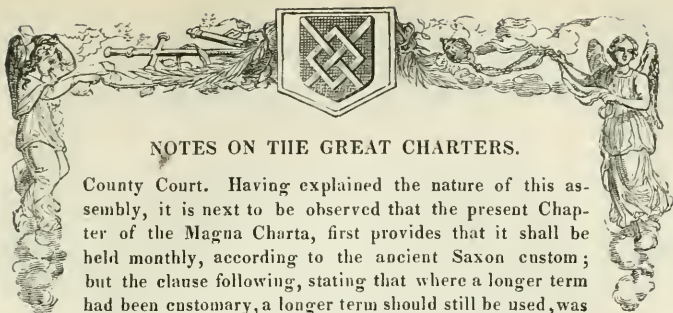 NOTES ON THE GREAT CHARTERS.
County Court. Having explained the nature of this as-
sembly, it is next to be observed that the present Chap-
ter of the Magna Charta, first provides that it shall be
held monthly, according to the ancient Saxon custom;
but the clause following, stating that where a longer term
had been customary, a longer term should still be used, was